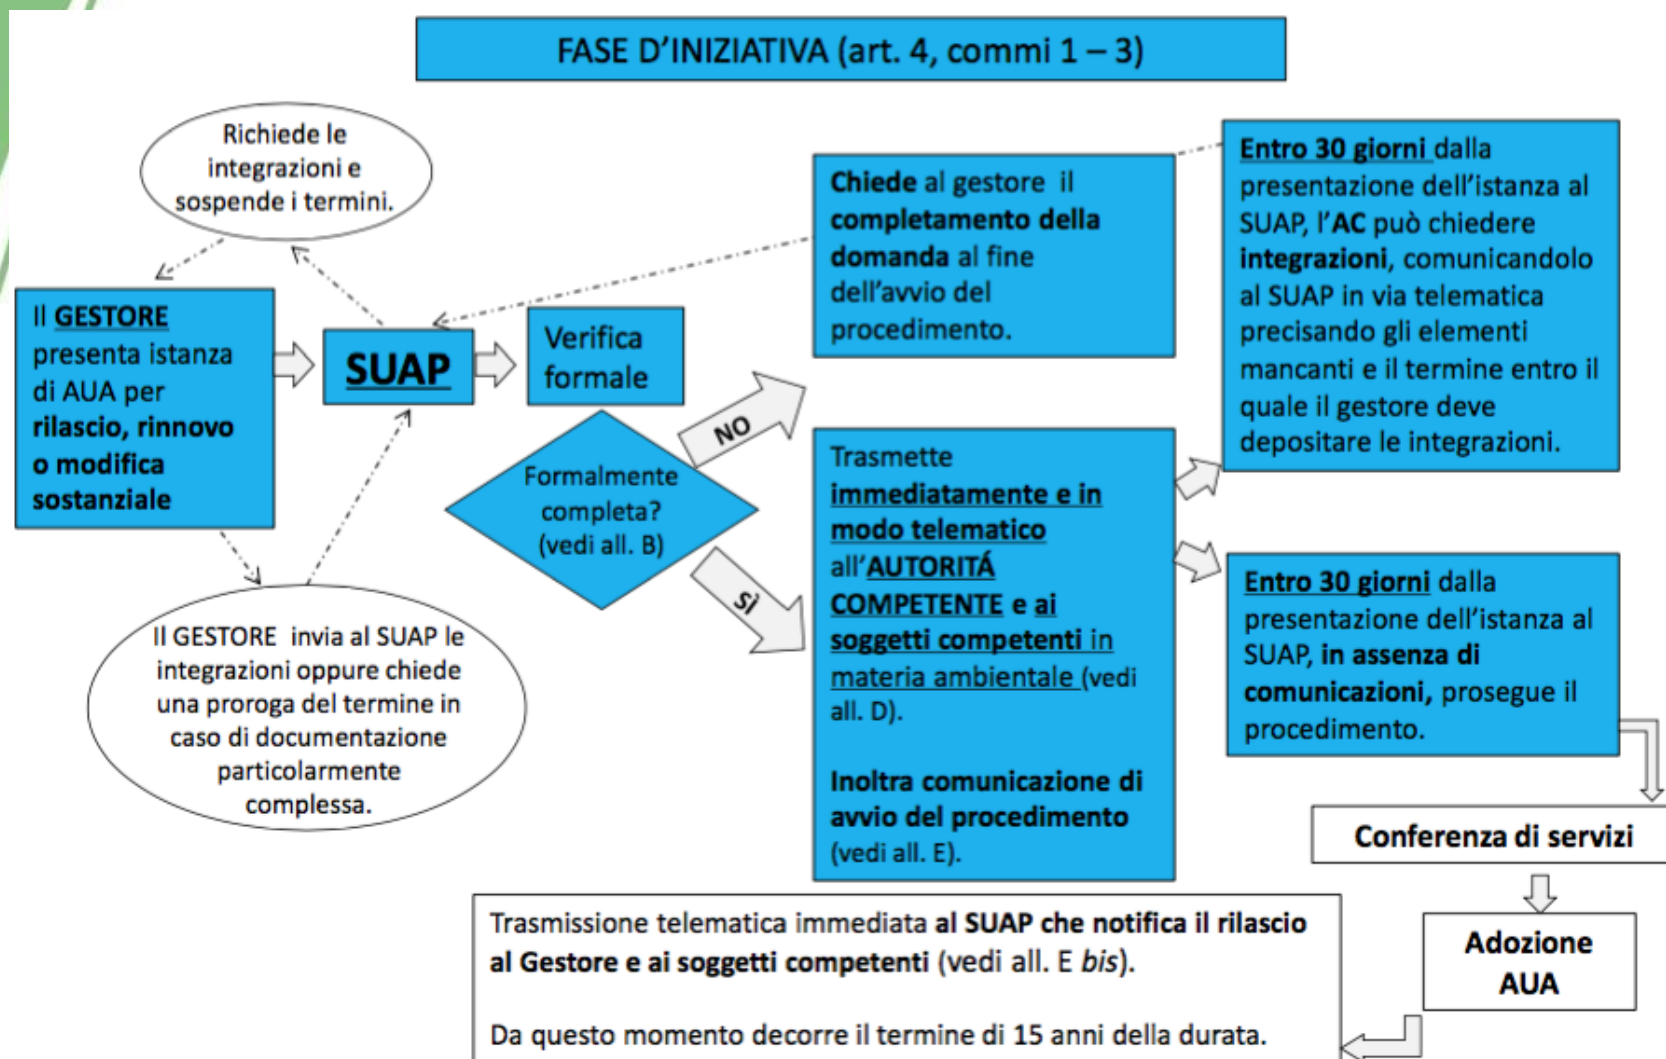 FASE D’INIZIATIVA (art. 4, commi 1 – 3)
Richiede le
integrazioni e
sospende i termini.
Il GESTORE
presenta istanza
di AUA per
rilascio, rinnovo
o modifica
sostanziale
SUAP
Verifica
formale
Formalmente
completa?
(vedi all. B)
NO
SÌ
Il GESTORE invia al SUAP le
integrazioni oppure chiede
una proroga del termine in
caso di documentazione
particolarmente
complessa.
Chiede al gestore il
completamento della
domanda al fine
dell’avvio del
procedimento.
Trasmette
immediatamente e in
modo telematico
all’AUTORITÁ
COMPETENTE e ai
soggetti competenti in
materia ambientale (vedi
all. D).
Inoltra comunicazione di
avvio del procedimento
(vedi all. E).
Entro 30 giorni dalla
presentazione dell’istanza al
SUAP, l’AC può chiedere
integrazioni, comunicandolo
al SUAP in via telematica
precisando gli elementi
mancanti e il termine entro il
quale il gestore deve
depositare le integrazioni.
Entro 30 giorni dalla
presentazione dell’istanza al
SUAP, in assenza di
comunicazioni, prosegue il
procedimento.
Conferenza di servizi
Adozione
AUA
Trasmissione telematica immediata al SUAP che notifica il rilascio
al Gestore e ai soggetti competenti (vedi all. E bis).
Da questo momento decorre il termine di 15 anni della durata.